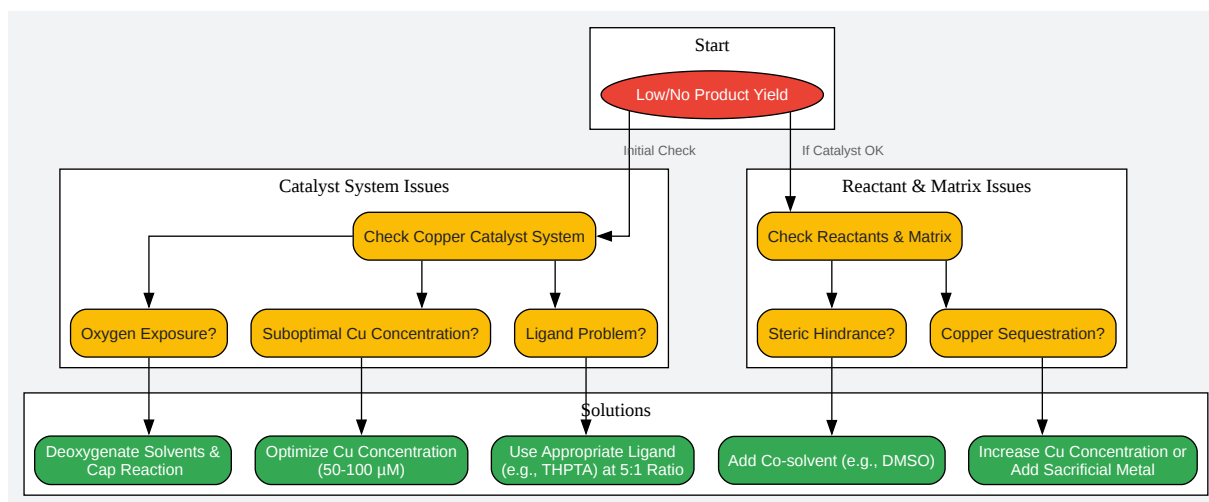 Start
Low/No Product Yield
Initial Check
If Catalyst OK
Catalyst System Issues
Reactant & Matrix Issues
Check Copper Catalyst System
Check Reactants & Matrix
Oxygen Exposure?
Suboptimal Cu Concentration?
Ligand Problem?
Steric Hindrance?
Copper Sequestration?
Solutions
Deoxygenate Solvents &
Cap Reaction
Optimize Cu Concentration
(50-100 µM)
Use Appropriate Ligand
(e.g., THPTA) at 5:1 Ratio
Add Co-solvent (e.g., DMSO)
Increase Cu Concentration or
Add Sacrificial Metal